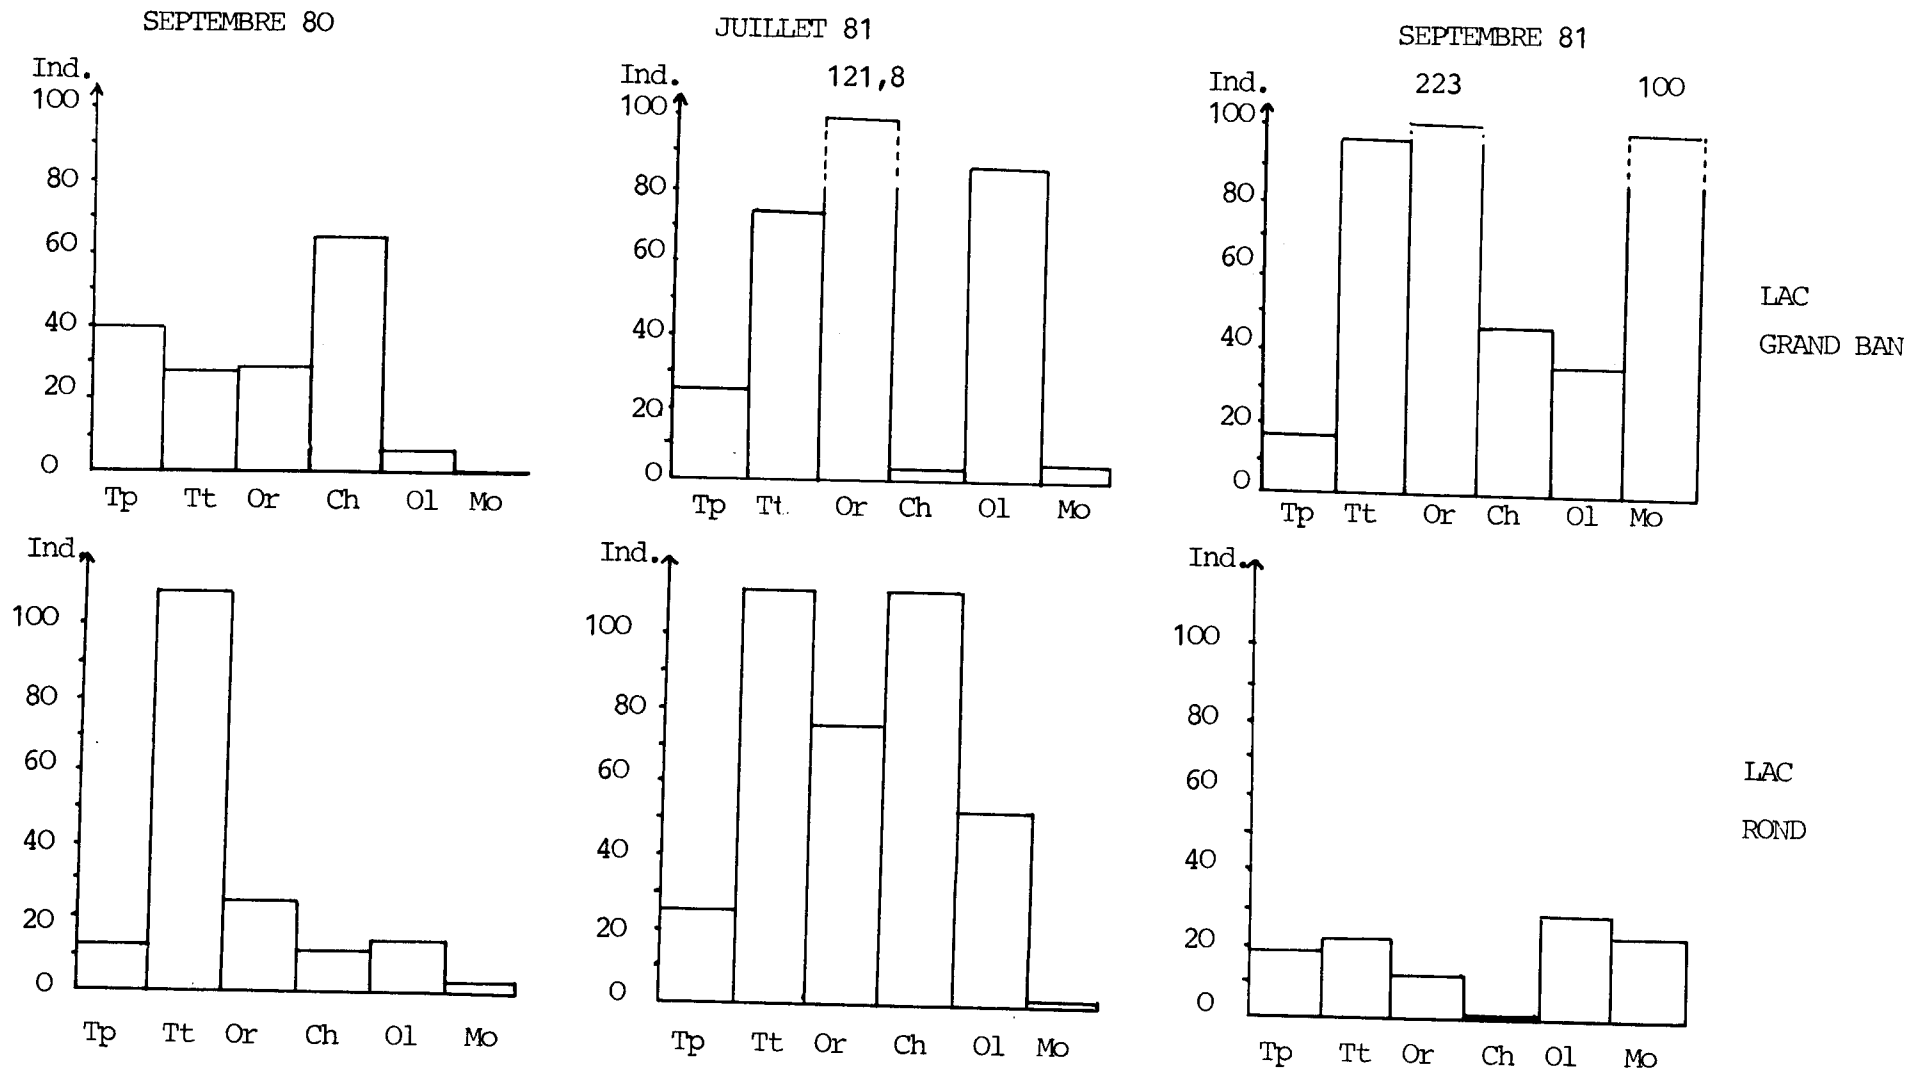 SEPTEMBRE 80
JUILLET 81
SEPTEMBRE 81
Ind.
100
80
60
40
20
0
Tp Tt Or Ch Ol Mo
Ind.
121,8
100
80
60
40
20
0
Tp Tt Or Ch Ol Mo
Ind.
223
100
100
80
60
40
20
0
Tp Tt Or Ch Ol Mo
LAC
GRAND BAN
Ind.
100
80
60
40
20
0
Tp Tt Or Ch Ol Mo
Ind.
100
80
60
40
20
0
Tp Tt Or Ch Ol Mo
Ind.
100
80
60
40
20
0
Tp Tt Or Ch Ol Mo
LAC
ROND